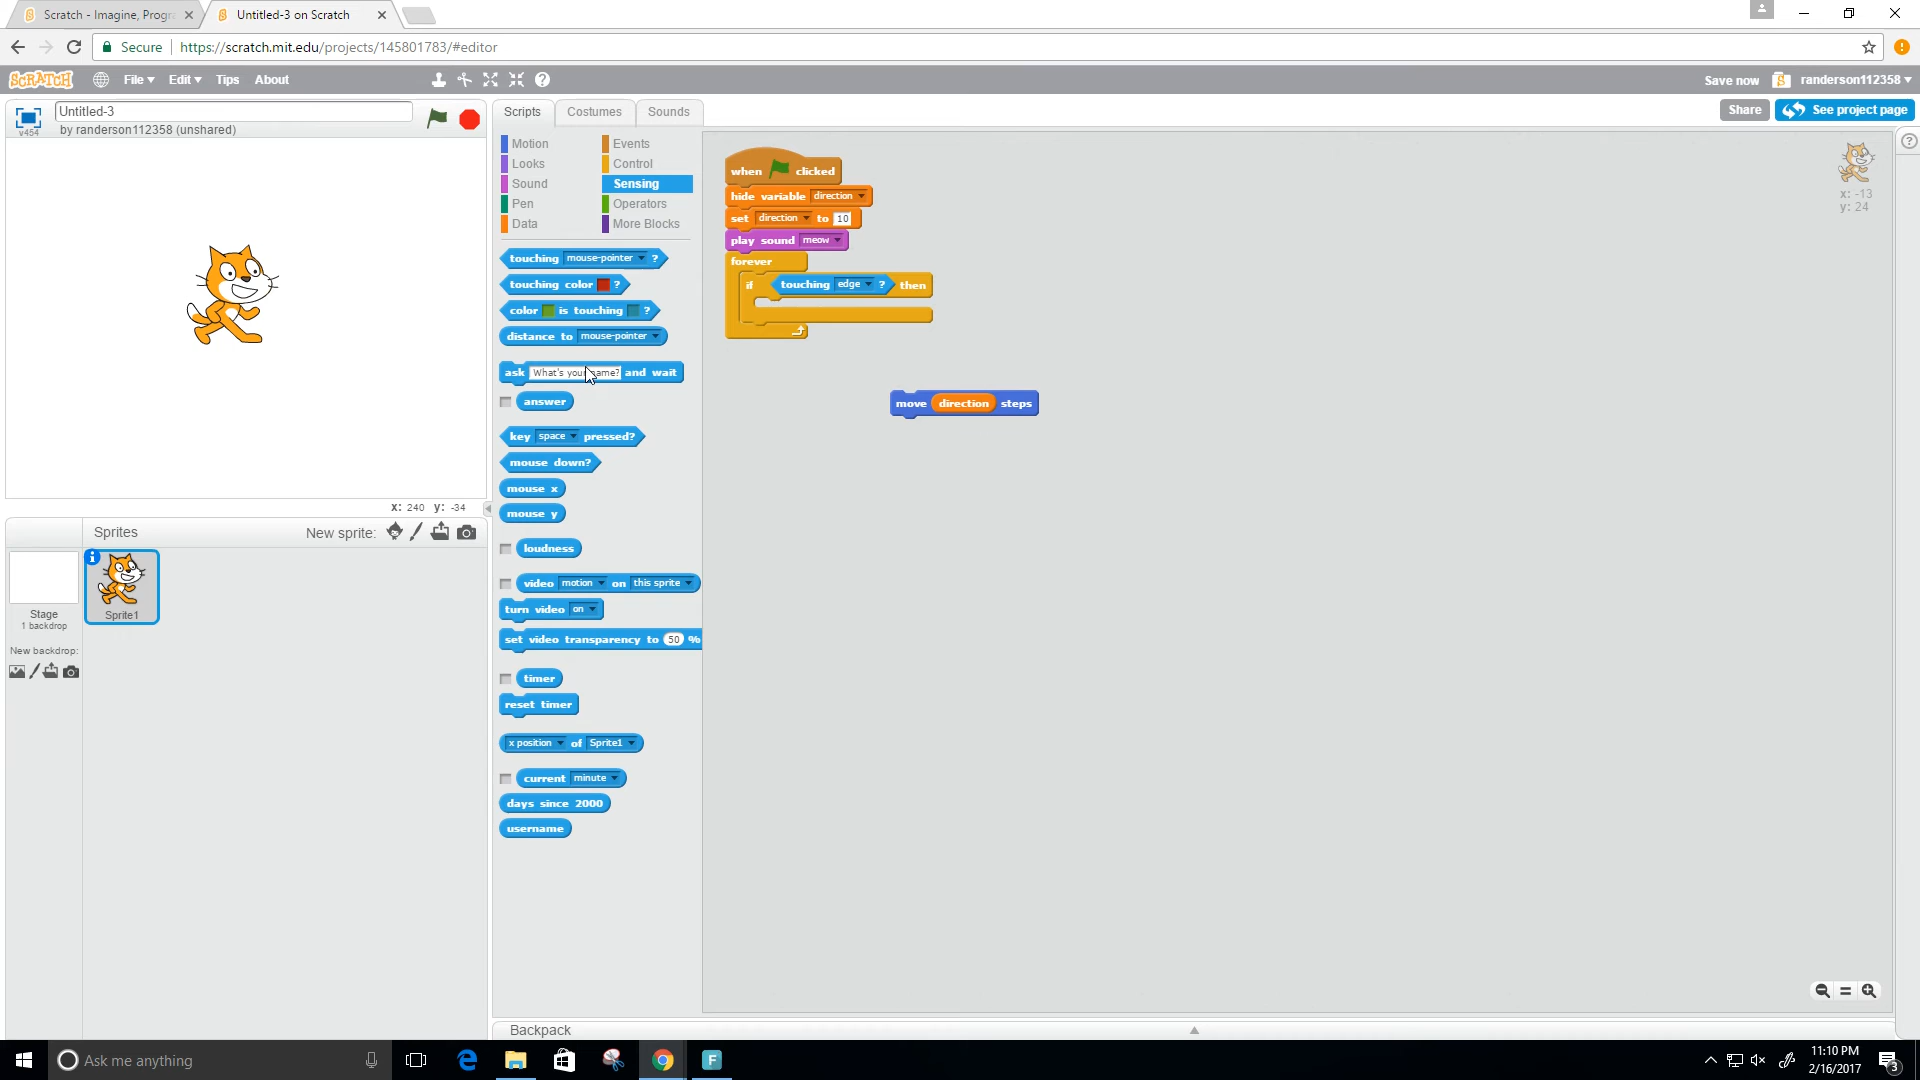 Scratch - Imagine, Progra
Untitled-3 on Scratch
Secure
https://scratch.mit.edu/projects/145801783/#editor
SCRATCH
File
Edit
Tips
About
Save now
randerson112358
v454
Untitled-3
by randerson112358 (unshared)
Scripts
Costumes
Sounds
Share
See project page
Motion
Events
Looks
Control
Sound
Sensing
Pen
Operators
Data
More Blocks
touching mouse-pointer ?
touching color ?
color is touching ?
distance to mouse-pointer
ask What's your name? and wait
answer
key space pressed?
mouse down?
mouse x
mouse y
loudness
video motion on this sprite
turn video on
set video transparency to 50 %
timer
reset timer
x position of Sprite1
current minute
days since 2000
username
when clicked
hide variable direction
set direction to 10
play sound meow
forever
if touching edge ? then
move direction steps
x: -13
y: 24
x: 240 y: -34
Sprites
New sprite:
Stage
1 backdrop
New backdrop:
Sprite1
Backpack
Ask me anything
11:10 PM
2/16/2017
3